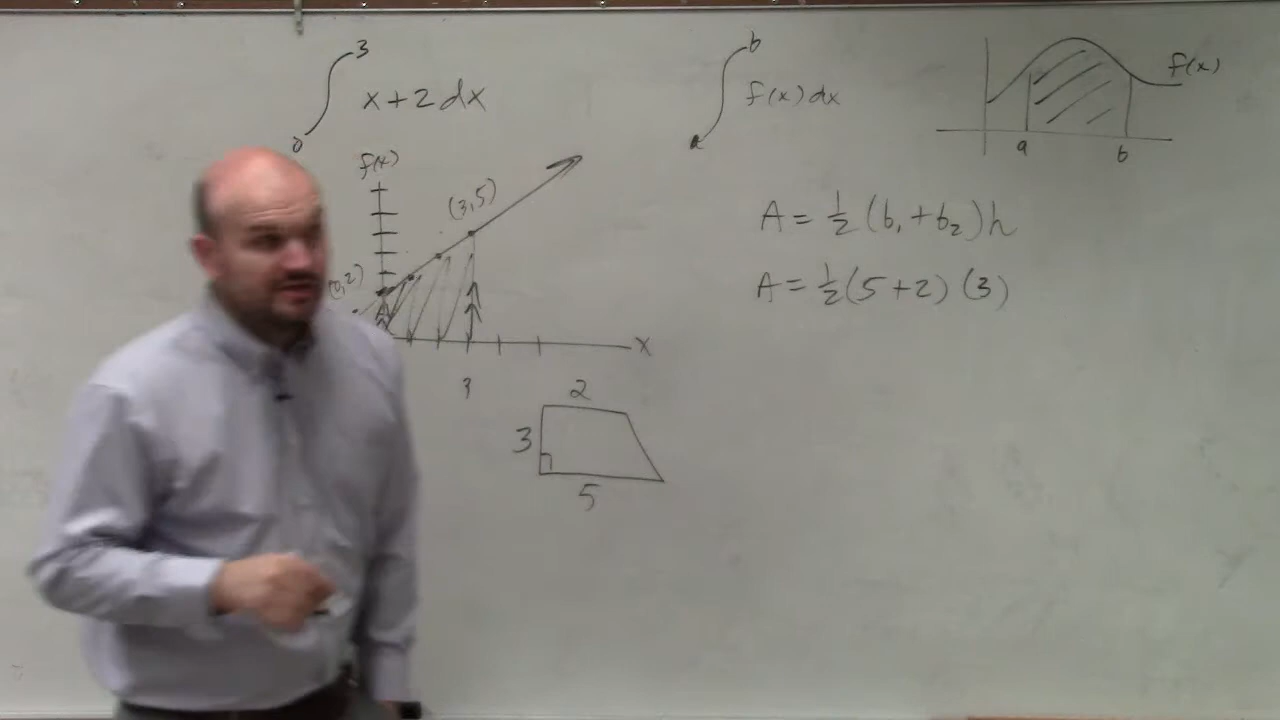 ∫₀³ x + 2 dx
f(x)
(3,5)
(0,2)
x
3
2
3
5
∫ₐᵇ f(x) dx
f(x)
a b
A = ½ (b₁ + b₂) h
A = ½ (5 + 2) (3)